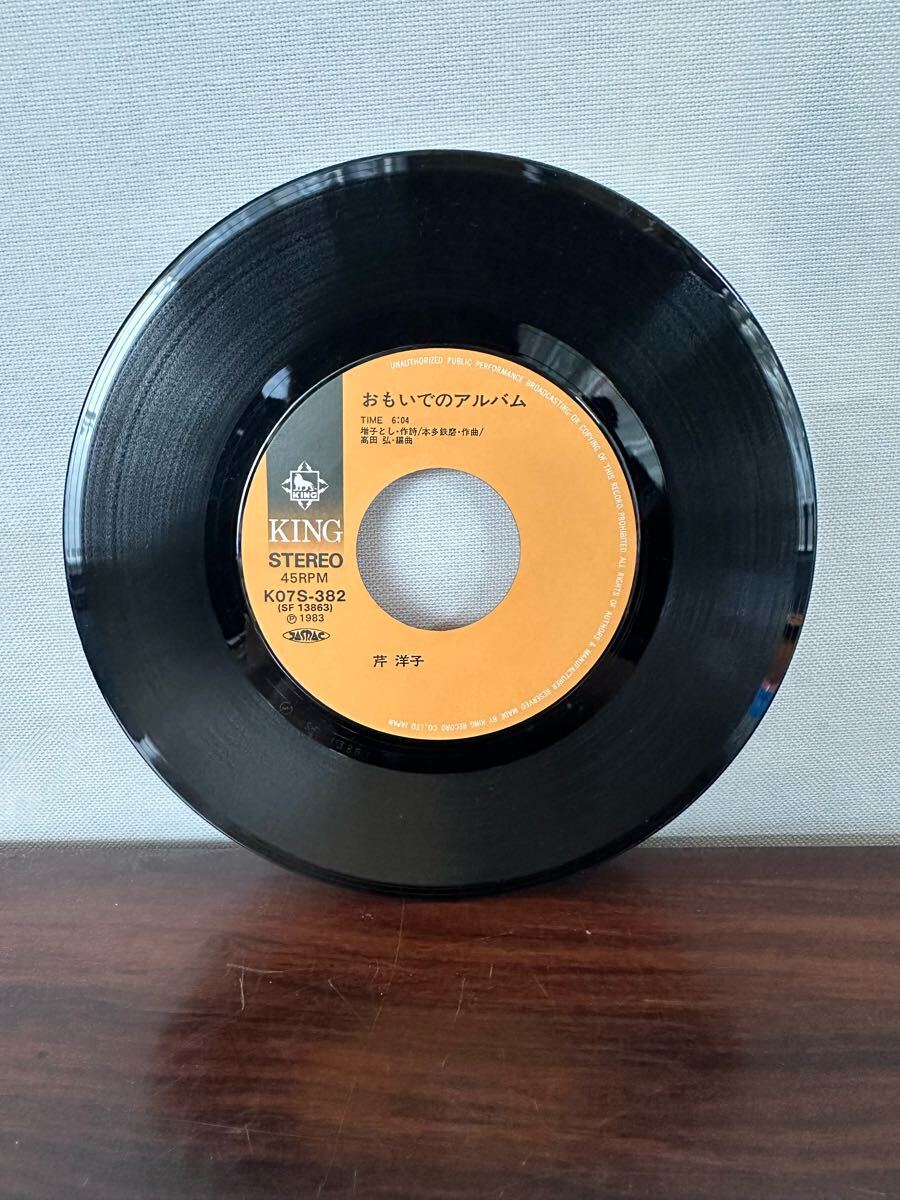 おもいでのアルバム
TIME 6:04
増子とし・作詩/本多鉄磨・作曲/
高田 弘・編曲
KING
KING
STEREO
45RPM
K07S-382
(SF 13863)
Ⓟ 1983
JASRAC
芹 洋子
UNAUTHORIZED PUBLIC PERFORMANCE BROADCASTING OR COPYING OF THIS RECORD PROHIBITED. ALL RIGHTS OF AUTHORS & MANUFACTURER RESERVED MADE BY KING RECORD CO., LTD. JAPAN